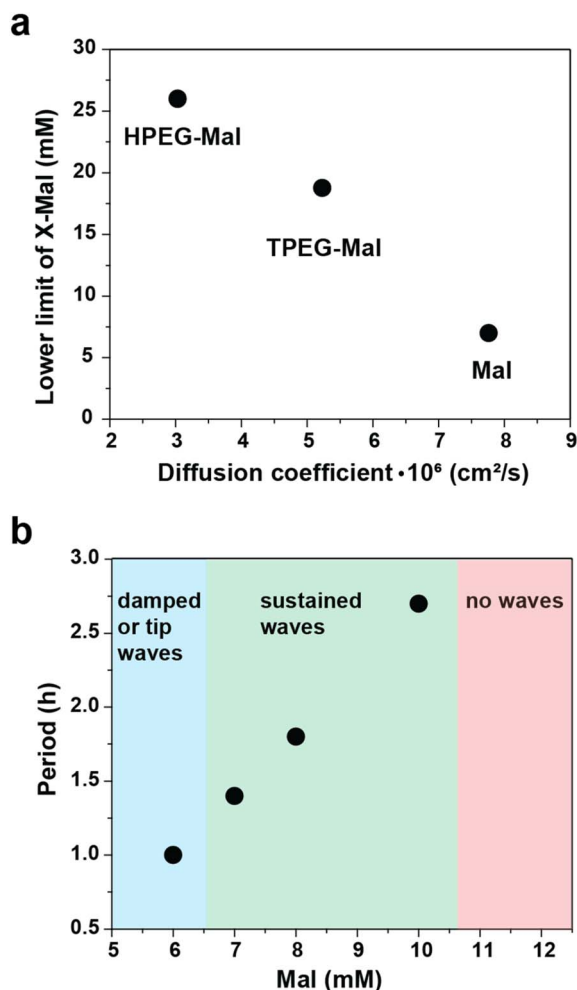 a
30
25
20
15
10
5
0
Lower limit of X-Mal (mM)
HPEG-Mal
TPEG-Mal
Mal
2 3 4 5 6 7 8 9
Diffusion coefficient·10⁶ (cm²/s)
b
3.0
2.5
2.0
1.5
1.0
0.5
Period (h)
damped
or tip
waves
sustained
waves
no waves
5 6 7 8 9 10 11 12
Mal (mM)